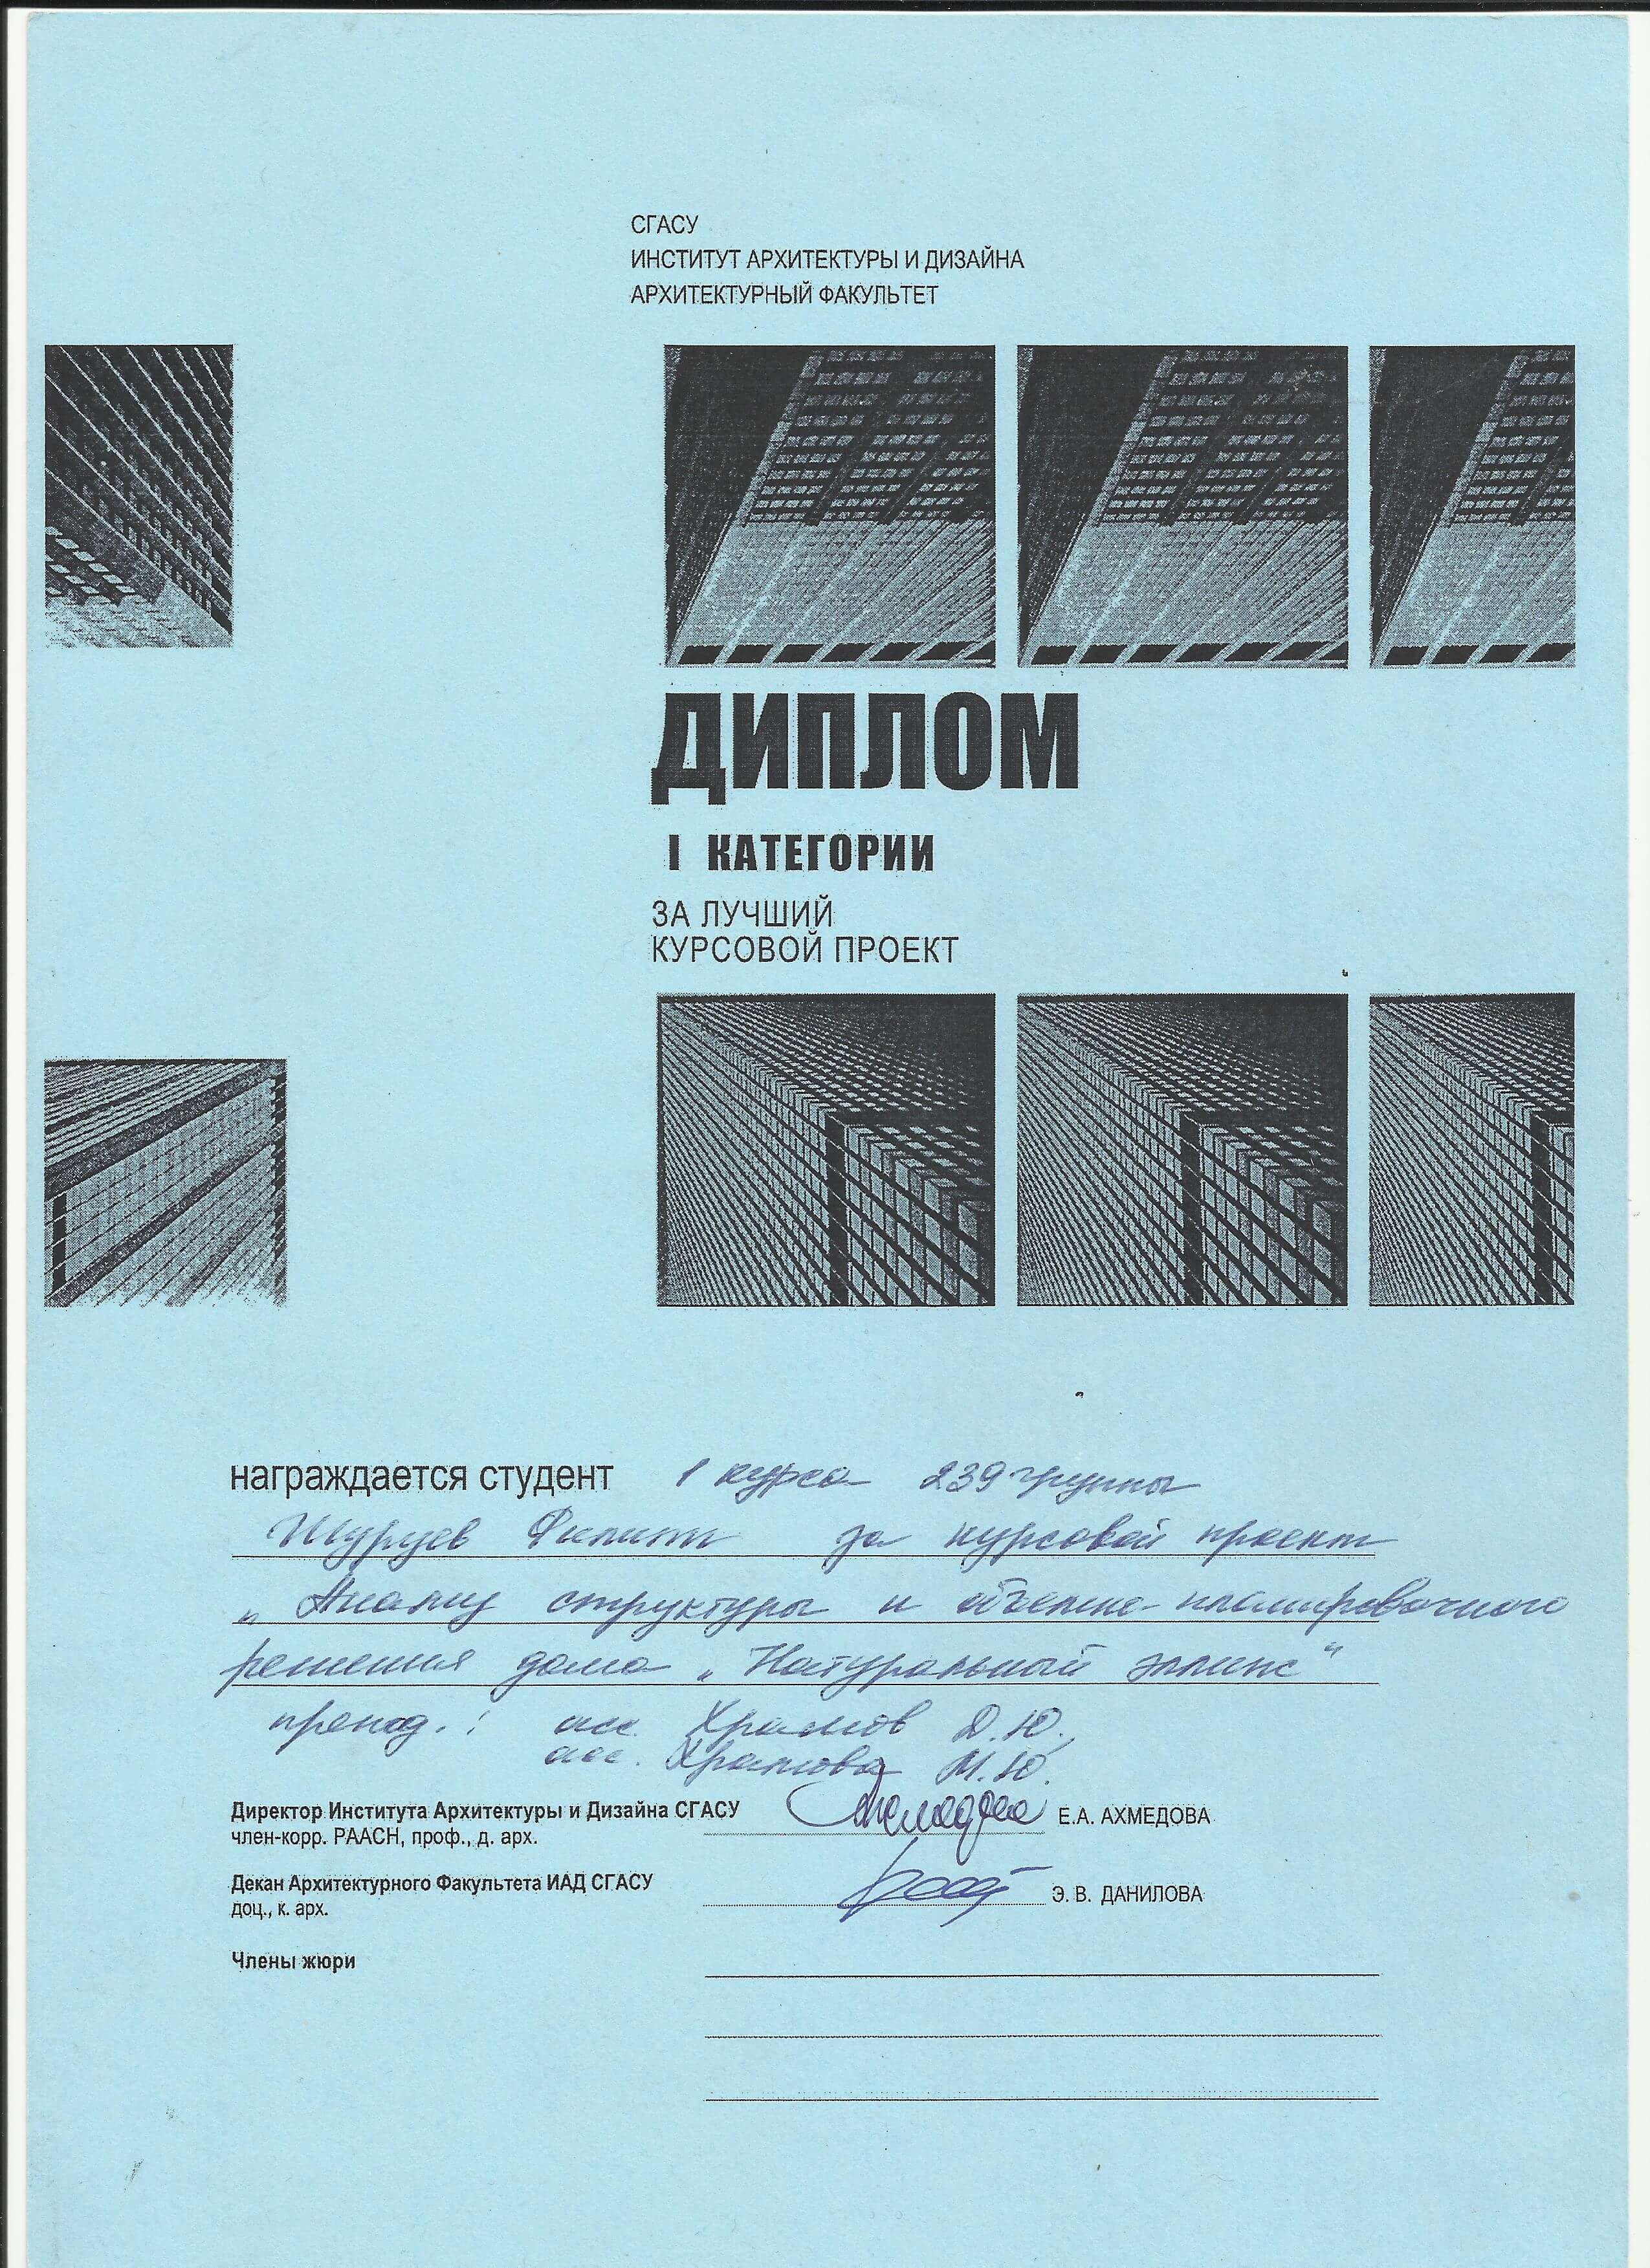 СГАСУ
ИНСТИТУТ АРХИТЕКТУРЫ И ДИЗАЙНА
АРХИТЕКТУРНЫЙ ФАКУЛЬТЕТ
ДИПЛОМ
I КАТЕГОРИИ
ЗА ЛУЧШИЙ
КУРСОВОЙ ПРОЕКТ
награждается студент 1 курса 239 группы
Филипп за курсовой проект
„Анализ структуры и объемно-планировочного
решения дома „Натуральный эллипс“
препод.: асс. Храмов Д.Ю.,
асс. Храмова М.Ю.
Директор Института Архитектуры и Дизайна СГАСУ Е.А. АХМЕДОВА
член-корр. РААСН, проф., д. арх.
Декан Архитектурного Факультета ИАД СГАСУ Э. В. ДАНИЛОВА
доц., к. арх.
Члены жюри